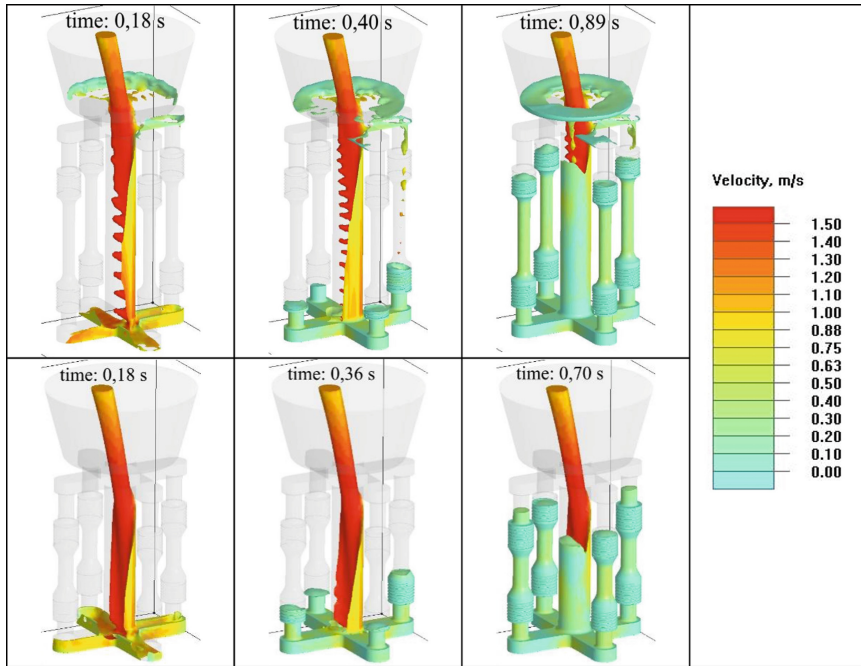 time: 0,18 s
time: 0,40 s
time: 0,89 s
time: 0,18 s
time: 0,36 s
time: 0,70 s
Velocity, m/s
1.50
1.40
1.30
1.20
1.10
1.00
0.88
0.75
0.63
0.50
0.40
0.30
0.20
0.10
0.00